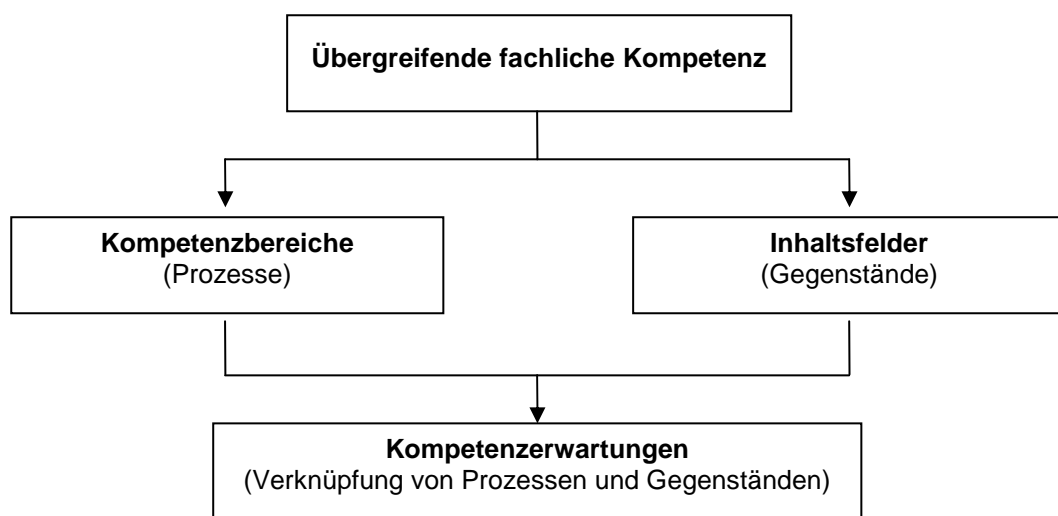 Übergreifende fachliche Kompetenz
Kompetenzbereiche
(Prozesse)
Inhaltsfelder
(Gegenstände)
Kompetenzerwartungen
(Verknüpfung von Prozessen und Gegenständen)